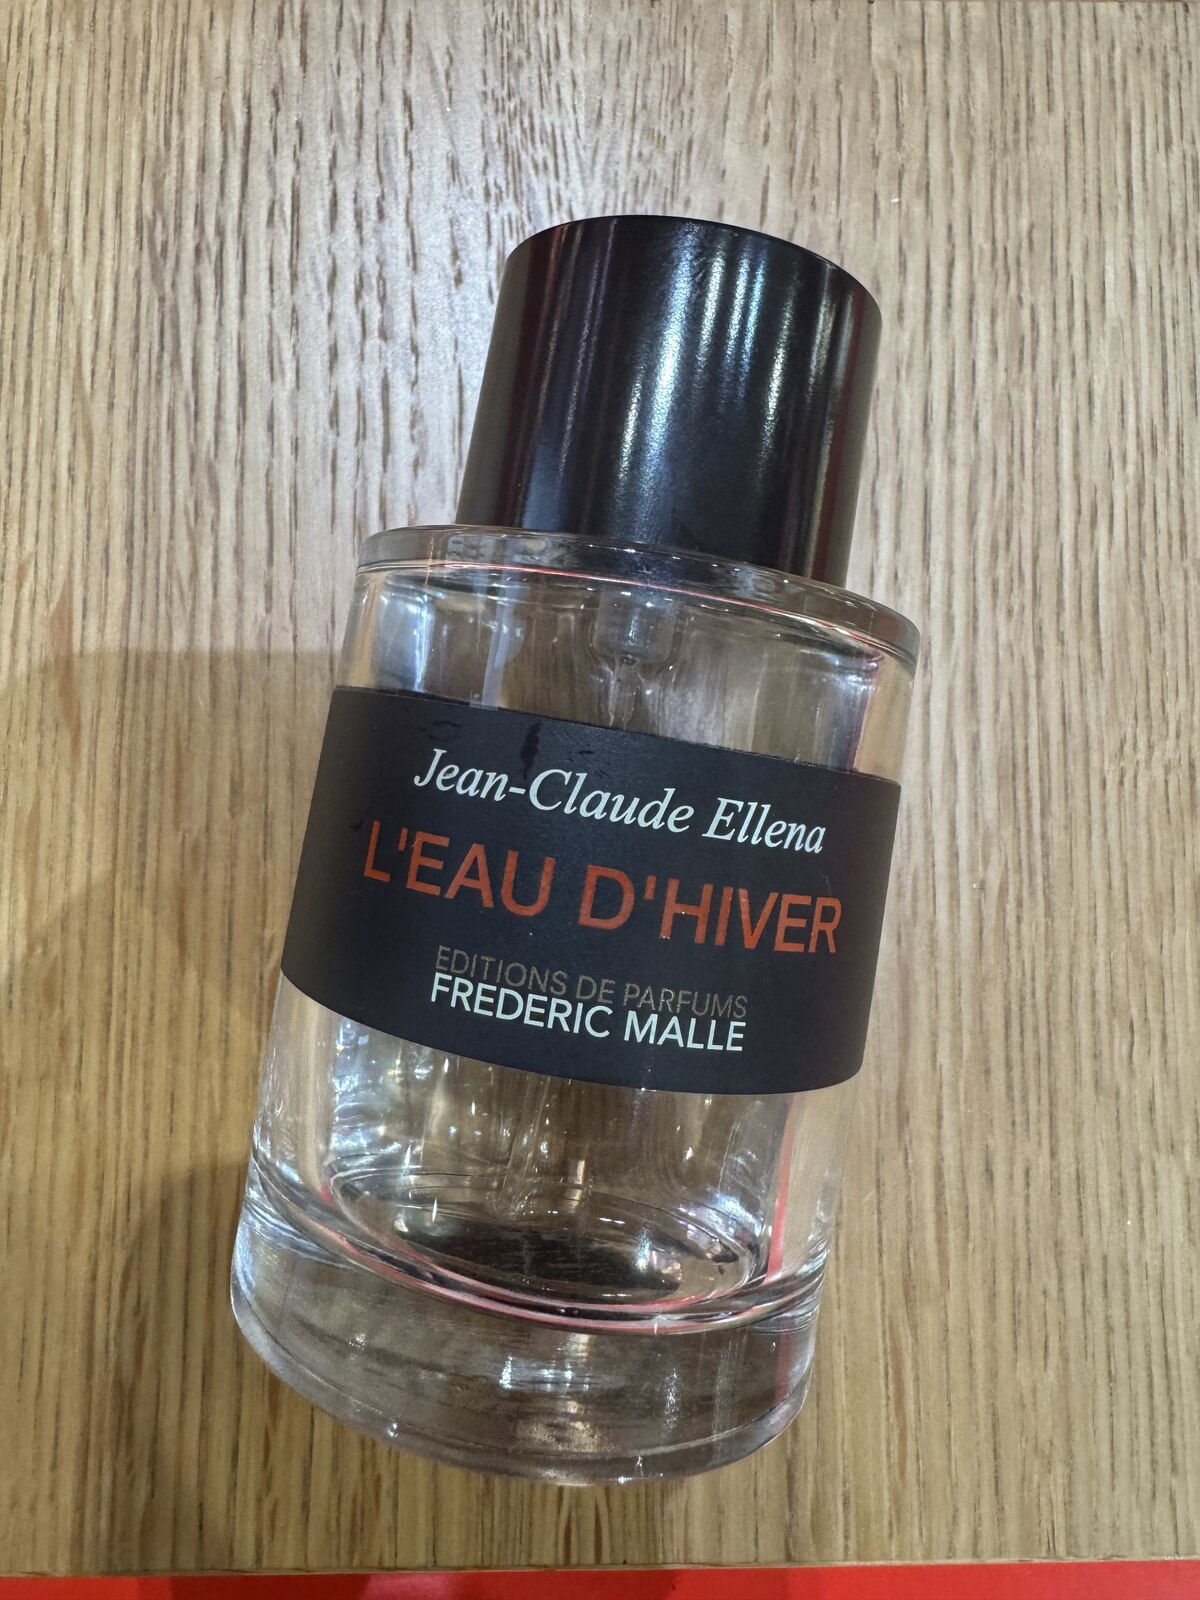 Jean-Claude Ellena
L'EAU D'HIVER
EDITIONS DE PARFUMS
FREDERIC MALLE